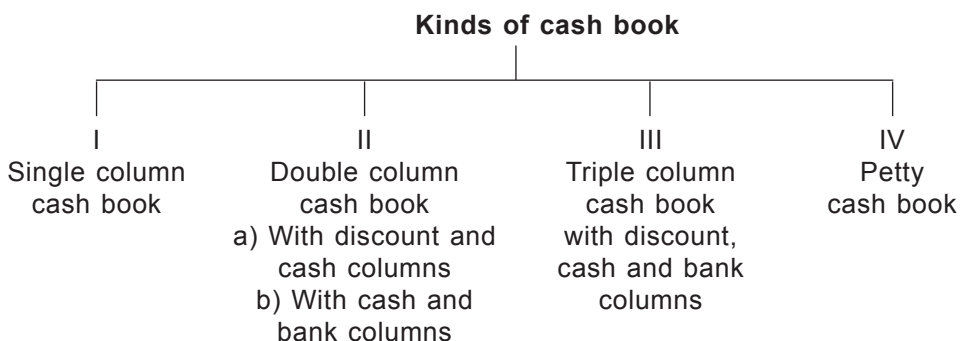 Kinds of cash book
I
Single column
cash book
II
Double column
cash book
a) With discount and
cash columns
b) With cash and
bank columns
III
Triple column
cash book
with discount,
cash and bank
columns
IV
Petty
cash book